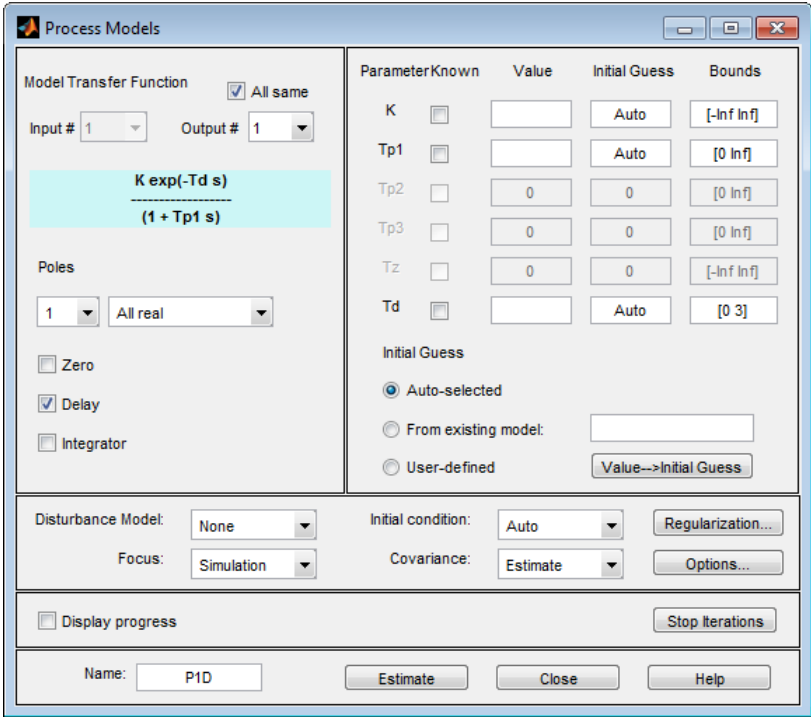 Process Models
Model Transfer Function
All same
Input # 1 Output # 1
K exp(-Td s)
------------------
(1 + Tp1 s)
Poles
1 All real
Zero
Delay
Integrator
Parameter Known Value Initial Guess Bounds
K Auto [-Inf Inf]
Tp1 Auto [0 Inf]
Tp2 0 0 [0 Inf]
Tp3 0 0 [0 Inf]
Tz 0 0 [-Inf Inf]
Td Auto [0 3]
Initial Guess
Auto-selected
From existing model:
User-defined Value-->Initial Guess
Disturbance Model: None Initial condition: Auto Regularization...
Focus: Simulation Covariance: Estimate Options...
Display progress Stop Iterations
Name: P1D Estimate Close Help